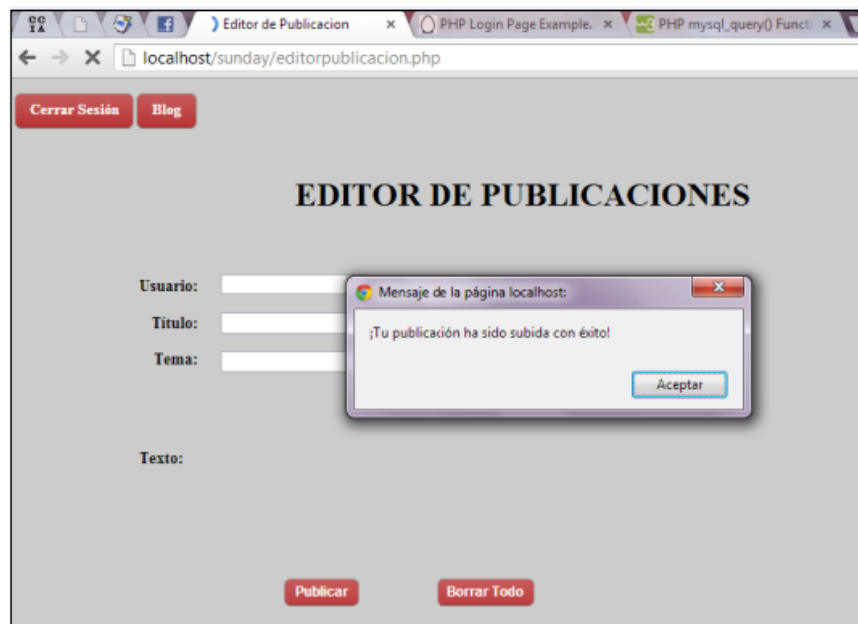 Editor de Publicacion
PHP Login Page Example.
PHP mysql_query() Functi
localhost/sunday/editorpublicacion.php
Cerrar Sesión
Blog
EDITOR DE PUBLICACIONES
Usuario:
Título:
Tema:
Mensaje de la página localhost:
¡Tu publicación ha sido subida con éxito!
Aceptar
Texto:
Publicar
Borrar Todo